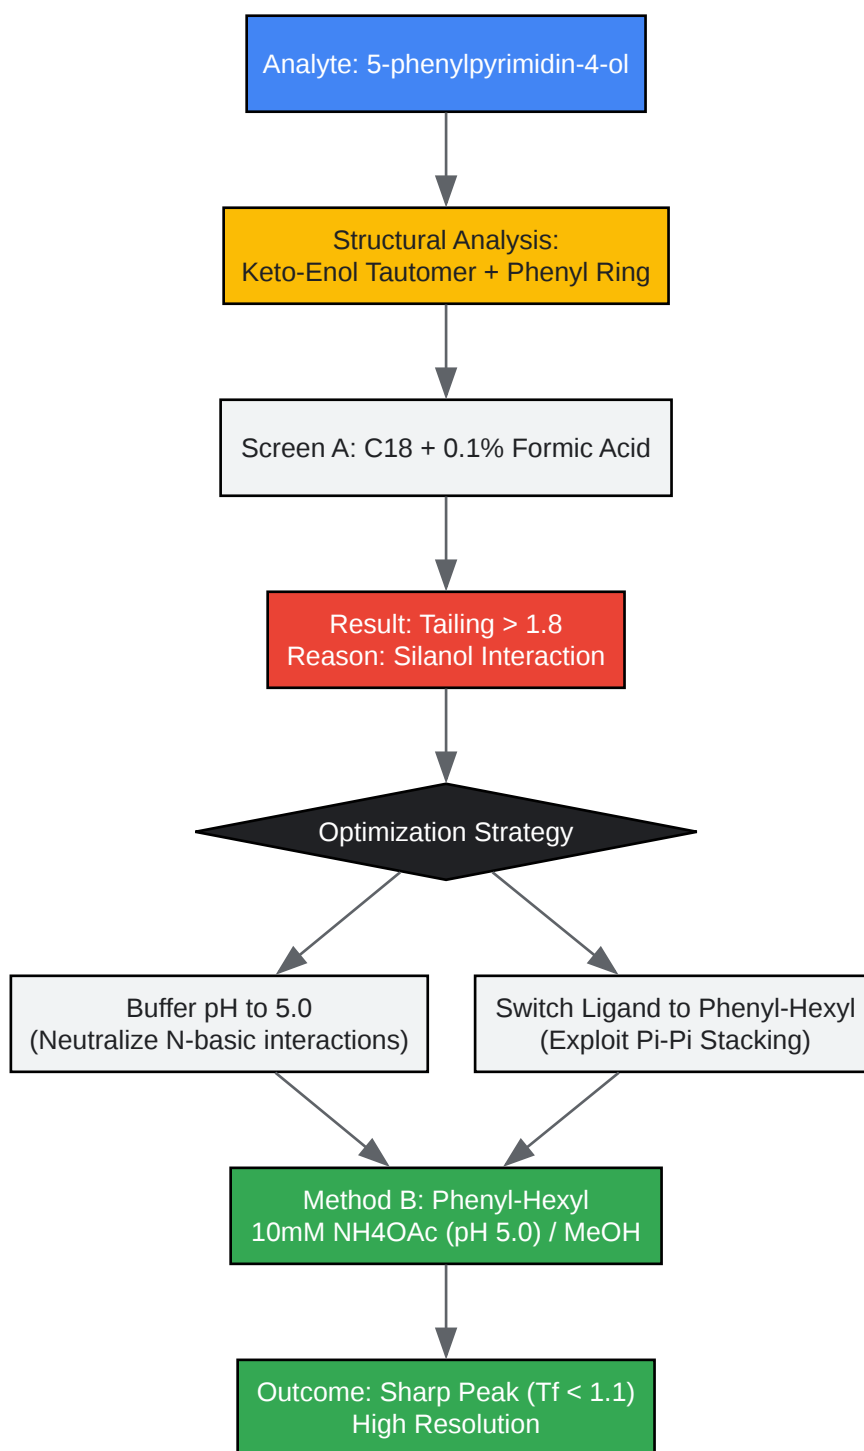 Analyte: 5-phenylpyrimidin-4-ol
Structural Analysis:
Keto-Enol Tautomer + Phenyl Ring
Screen A: C18 + 0.1% Formic Acid
Result: Tailing > 1.8
Reason: Silanol Interaction
Optimization Strategy
Buffer pH to 5.0
(Neutralize N-basic interactions)
Switch Ligand to Phenyl-Hexyl
(Exploit Pi-Pi Stacking)
Method B: Phenyl-Hexyl
10mM NH4OAc (pH 5.0) / MeOH
Outcome: Sharp Peak (Tf < 1.1)
High Resolution